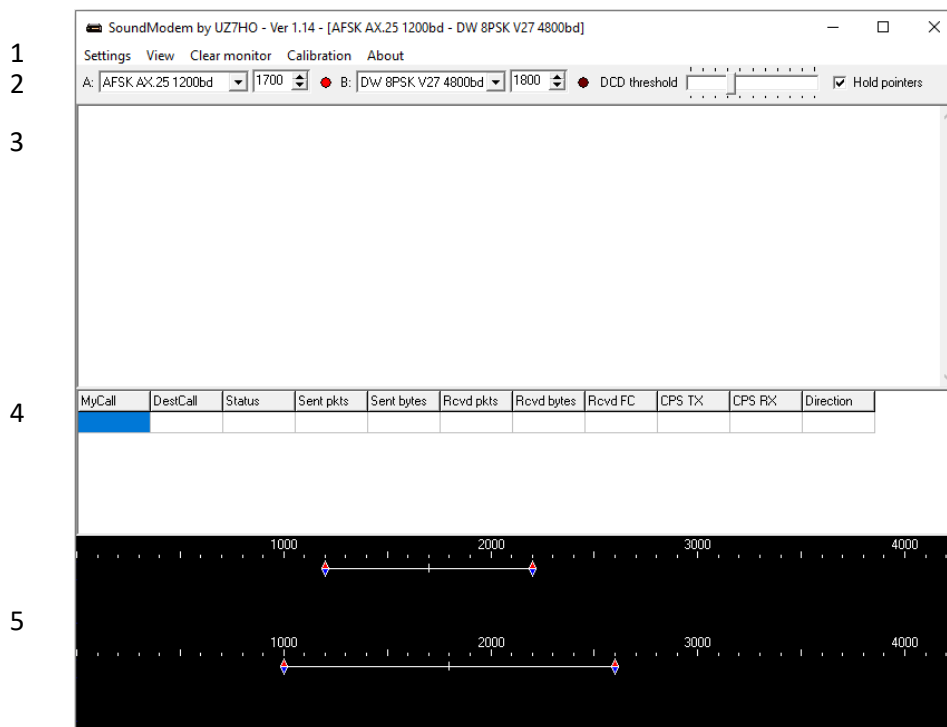 SoundModem by UZ7HO - Ver 1.14 - [AFSK AX.25 1200bd - DW 8PSK V27 4800bd]
1
Settings View Clear monitor Calibration About
2
A: AFSK AX.25 1200bd 1700 B: DW 8PSK V27 4800bd 1800 DCD threshold Hold pointers
3
4
MyCall DestCall Status Sent pkts Sent bytes Rcvd pkts Rcvd bytes Rcvd FC CPS TX CPS RX Direction
1000 2000 3000 4000
5
1000 2000 3000 4000